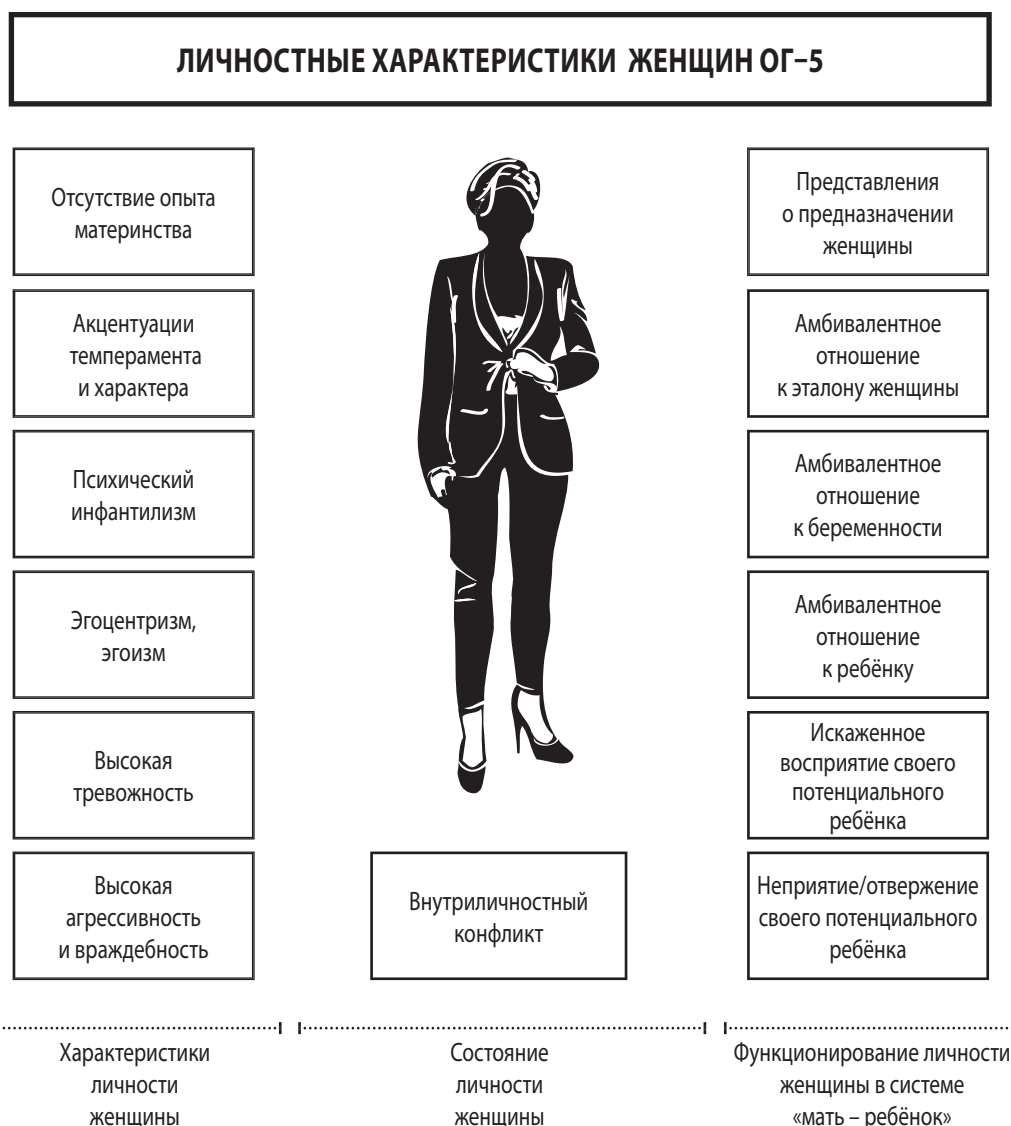 ЛИЧНОСТНЫЕ ХАРАКТЕРИСТИКИ ЖЕНЩИН ОГ–5
Отсутствие опыта
материнства
Акцентуации
темперамента
и характера
Психический
инфантилизм
Эгоцентризм,
эгоизм
Высокая
тревожность
Высокая
агрессивность
и враждебность
Внутриличностный
конфликт
Представления
о предназначении
женщины
Амбивалентное
отношение
к эталону женщины
Амбивалентное
отношение
к беременности
Амбивалентное
отношение
к ребёнку
Искаженное
восприятие своего
потенциального
ребёнка
Неприятие/отвержение
своего потенциального
ребёнка
Характеристики
личности
женщины
Состояние
личности
женщины
Функционирование личности
женщины в системе
«мать – ребёнок»